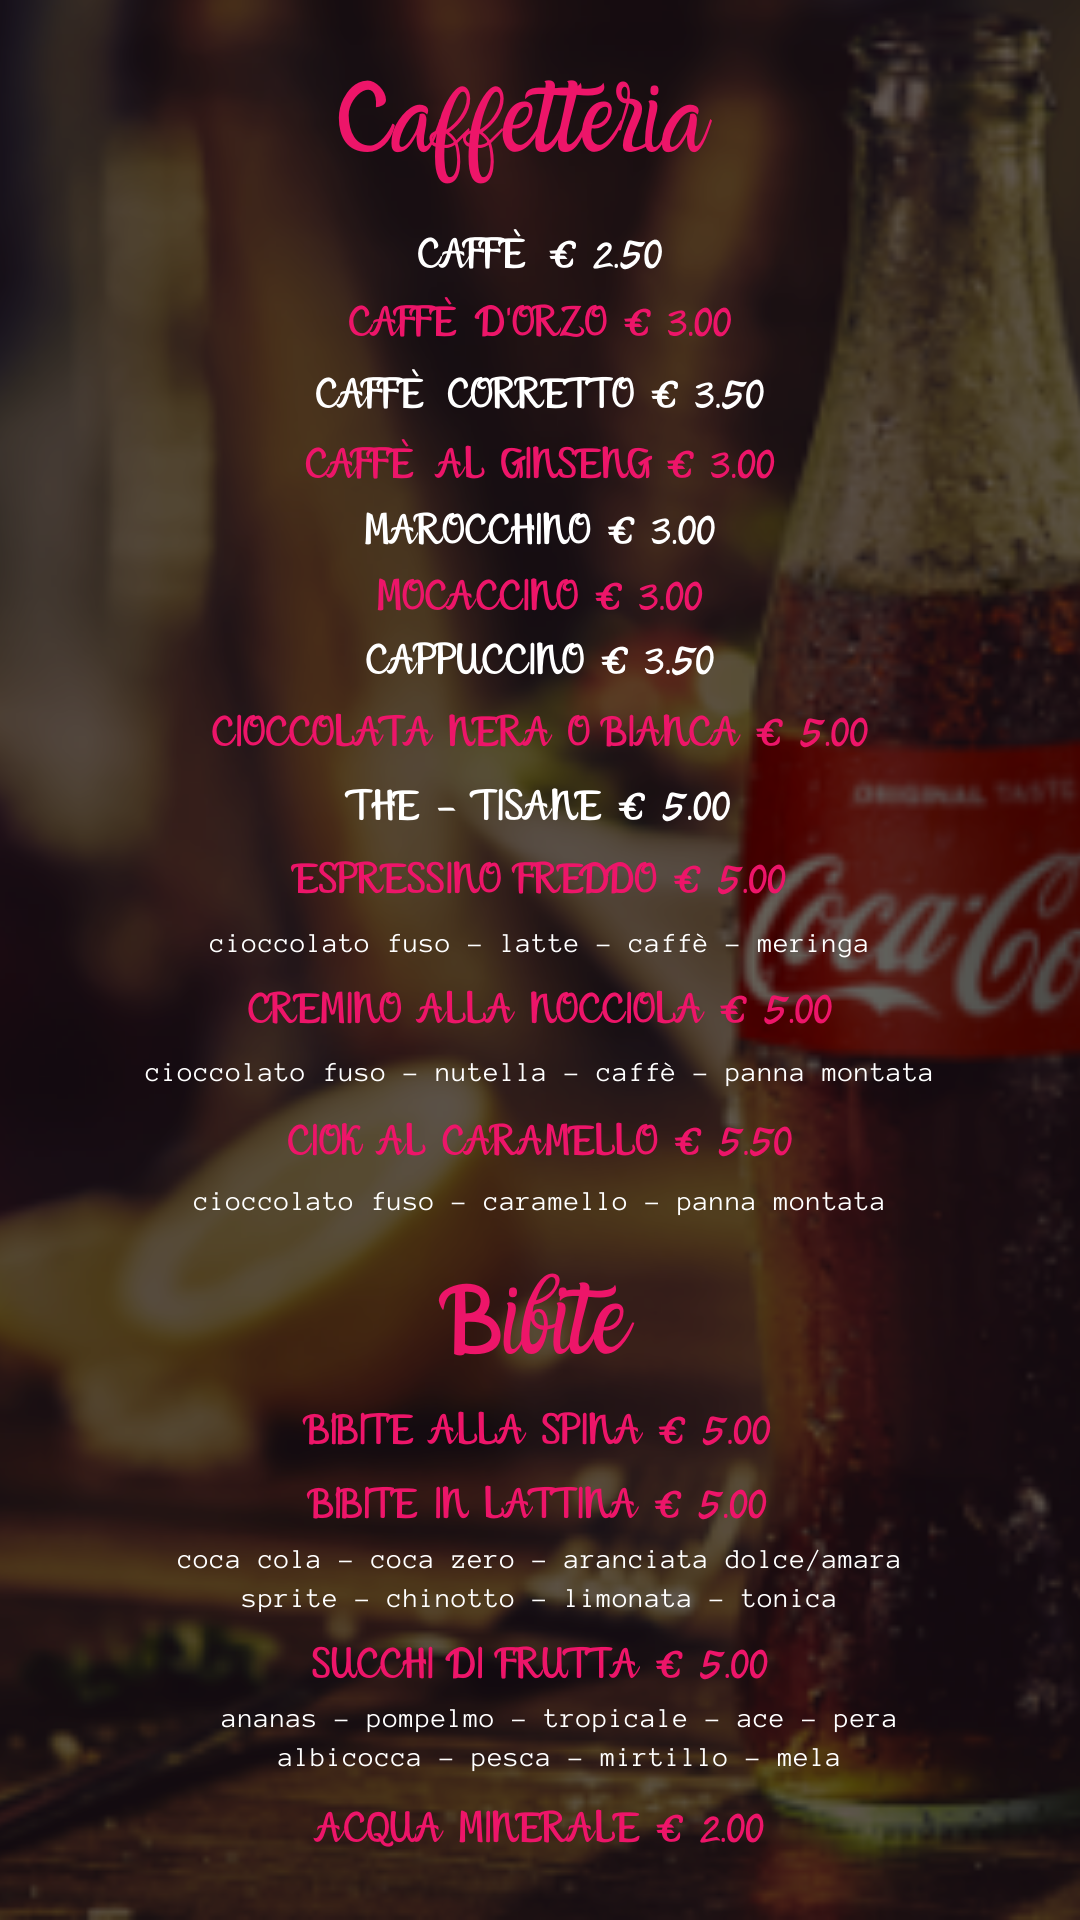 Caffetteria
CAFFÈ € 2.50
CAFFÈ D'ORZO € 3.00
CAFFÈ CORRETTO € 3.50
CAFFÈ AL GINSENG € 3.00
MAROCCHINO € 3.00
MOCACCINO € 3.00
CAPPUCCINO € 3.50
CIOCCOLATA NERA O BIANCA € 5.00
THE - TISANE € 5.00
ESPRESSINO FREDDO € 5.00
cioccolato fuso - latte - caffè - meringa
CREMINO ALLA NOCCIOLA € 5.00
cioccolato fuso - nutella - caffè - panna montata
CIOK AL CARAMELLO € 5.50
cioccolato fuso - caramello - panna montata
Bibite
BIBITE ALLA SPINA € 5.00
BIBITE IN LATTINA € 5.00
coca cola - coca zero - aranciata dolce/amara
sprite - chinotto - limonata - tonica
SUCCHI DI FRUTTA € 5.00
ananas - pompelmo - tropicale - ace - pera
albicocca - pesca - mirtillo - mela
ACQUA MINERALE € 2.00
ORIGINAL TASTE
Coca-Co